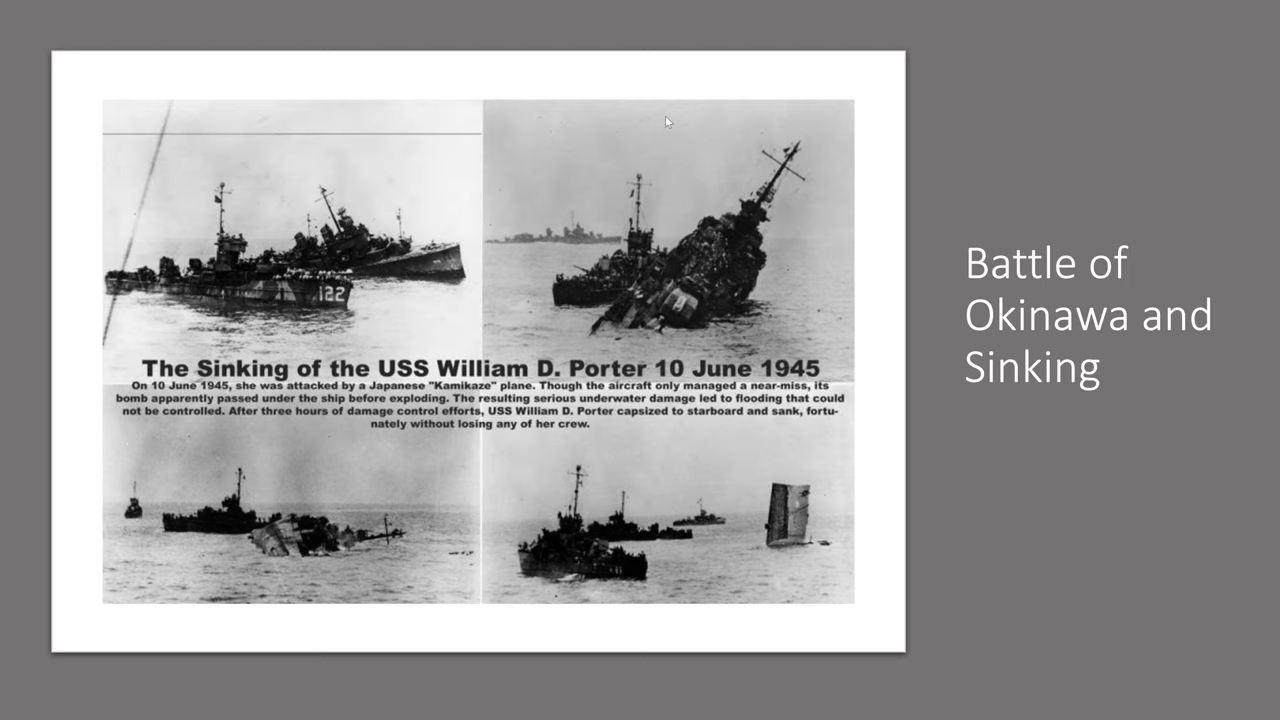 122
The Sinking of the USS William D. Porter 10 June 1945
On 10 June 1945, she was attacked by a Japanese "Kamikaze" plane. Though the aircraft only managed a near-miss, its
bomb apparently passed under the ship before exploding. The resulting serious underwater damage led to flooding that could
not be controlled. After three hours of damage control efforts, USS William D. Porter capsized to starboard and sank, fortu-
nately without losing any of her crew.
Battle of
Okinawa and
Sinking